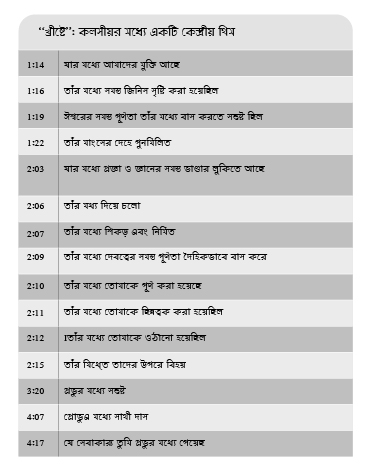 “খ্রীষ্টে”: কলসীয়র মধ্যে একটি কেন্দ্রীয় থিম
1:14 যার মধ্যে আমাদের মুক্তি আছে
1:16 তাঁর মধ্যে সমস্ত জিনিস সৃষ্টি করা হয়েছিল
1:19 ঈশ্বরের সমস্ত পূর্ণতা তাঁর মধ্যে বাস করতে সন্তুষ্ট ছিল
1:22 তাঁর মাংসের দেহে পুনর্মিলিত
2:03 যার মধ্যে প্রজ্ঞা ও জ্ঞানের সমস্ত ভাণ্ডার লুকিতে আছে
2:06 তাঁর মধ্য দিয়ে চলো
2:07 তাঁর মধ্যে শিকড় এবং নির্মিত
2:09 তাঁর মধ্যে দেবত্বের সমস্ত পূর্ণতা দৈহিকভাবে বাস করে
2:10 তাঁর মধ্যে তোমাকে পূর্ণ করা হয়েছে
2:11 তাঁর মধ্যে তোমাকে ছিন্নত্বক করা হয়েছিল
2:12 তাঁর মধ্যে তোমাকে ওঠানো হয়েছিল
2:15 তাঁর তাদের উপরে বিজয়
3:20 প্রভুর মধ্যে সন্তুষ্ট
4:07 মধ্যে সাথী দাস
4:17 যে সেবাকার্য তুমি প্রভুর মধ্যে পেয়েছ